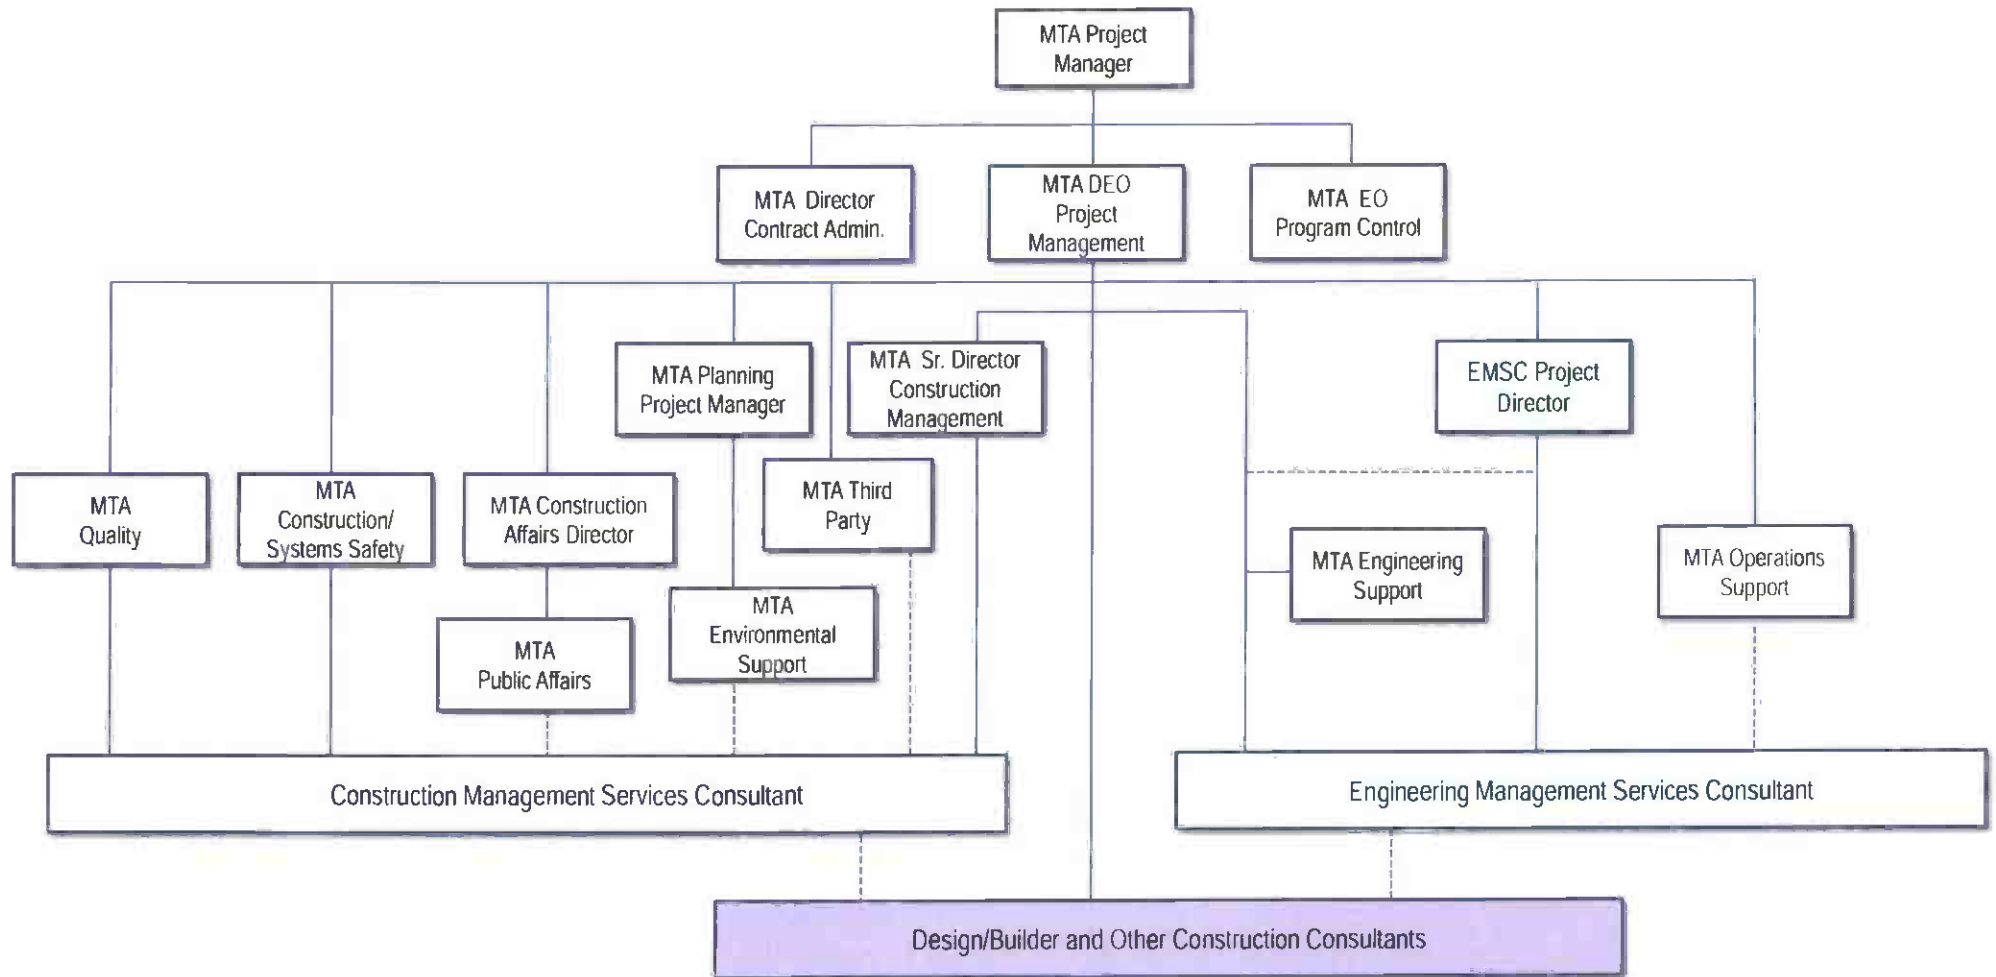 MTA Project
Manager
MTA Director
Contract Admin.
MTA DEO
Project
Management
MTA EO
Program Control
MTA Planning
Project Manager
MTA Sr. Director
Construction
Management
EMSC Project
Director
MTA
Quality
MTA
Construction/
Systems Safety
MTA Construction
Affairs Director
MTA Third
Party
MTA Engineering
Support
MTA Operations
Support
MTA
Public Affairs
MTA
Environmental
Support
Construction Management Services Consultant
Engineering Management Services Consultant
Design/Builder and Other Construction Consultants